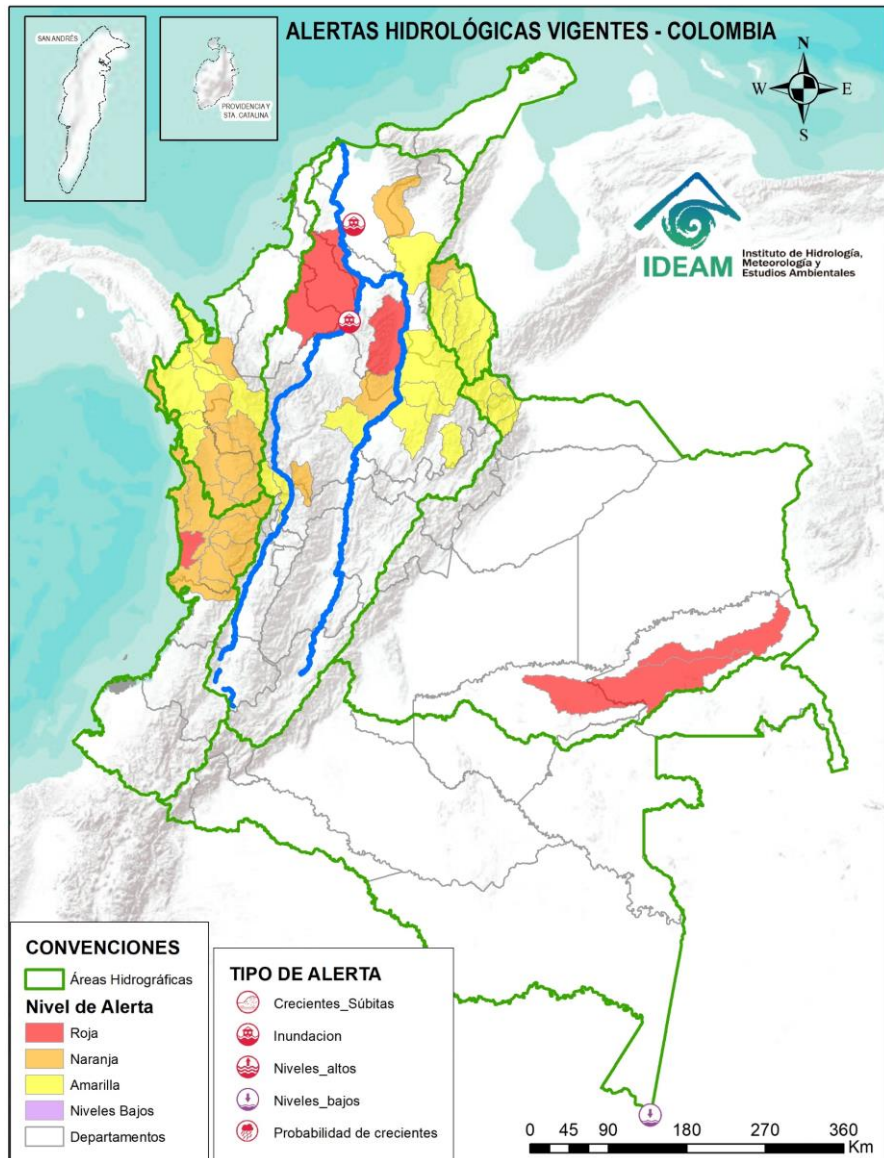 SAN ANDRÉS
PROVIDENCIA Y
STA. CATALINA
ALERTAS HIDROLÓGICAS VIGENTES - COLOMBIA
N
W
E
S
IDEAM
Instituto de Hidrología,
Meteorología y
Estudios Ambientales
CONVENCIONES
Áreas Hidrográficas
Nivel de Alerta
Roja
Naranja
Amarilla
Niveles Bajos
Departamentos
TIPO DE ALERTA
Crecientes_Súbitas
Inundacion
Niveles_altos
Niveles_bajos
Probabilidad de crecientes
0 45 90 180 270 360
Km